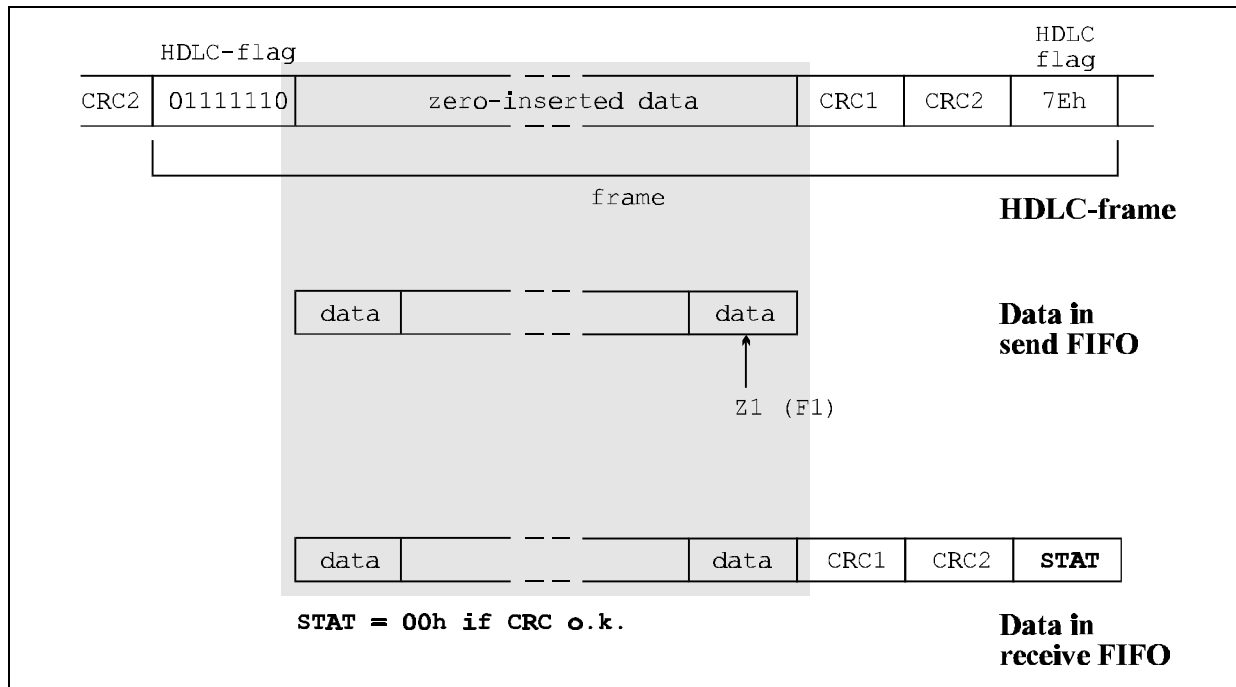 HDLC-flag
HDLC
flag
CRC2 01111110 zero-inserted data CRC1 CRC2 7Eh
frame
HDLC-frame
data data
Data in
send FIFO
Z1 (F1)
data data CRC1 CRC2 STAT
STAT = 00h if CRC o.k.
Data in
receive FIFO